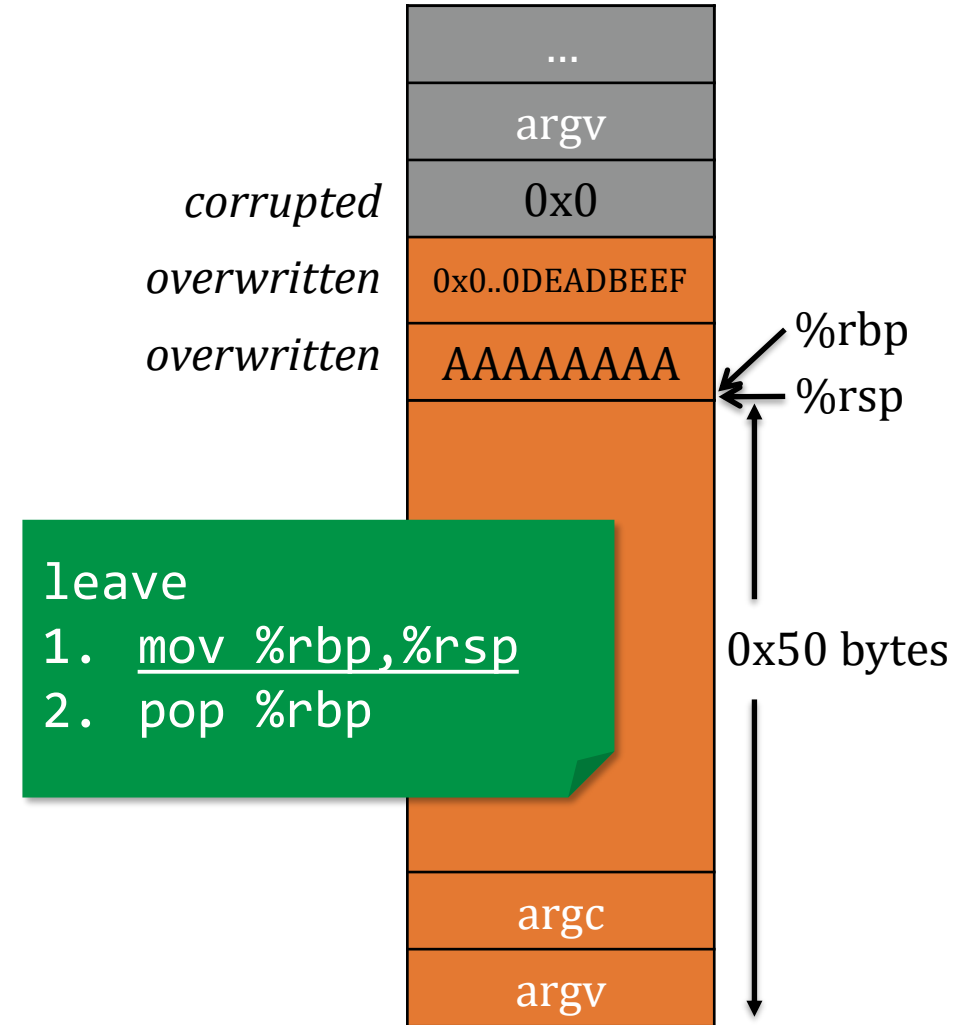 ...
argv
corrupted 0x0
overwritten 0x0..0DEADBEEF
overwritten AAAAAAAA
%rbp
%rsp
leave
1. mov %rbp,%rsp
2. pop %rbp
0x50 bytes
argc
argv